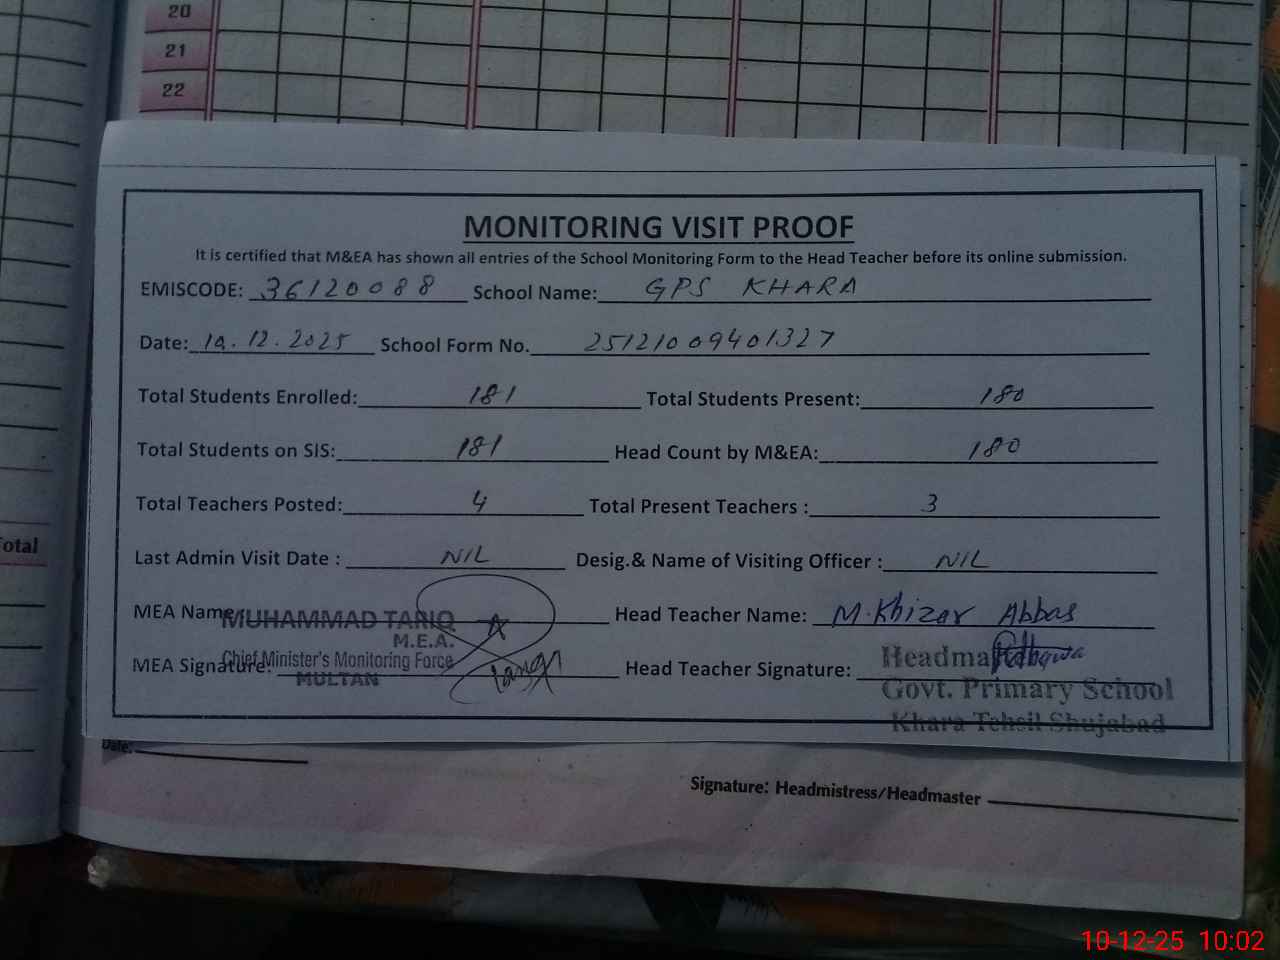 20
21
22
MONITORING VISIT PROOF
It is certified that M&EA has shown all entries of the School Monitoring Form to the Head Teacher before its online submission.
EMISCODE: 36120088 School Name: GPS KHARA
Date: 10.12.2025 School Form No. 25121009401327
Total Students Enrolled: 181 Total Students Present: 180
Total Students on SIS: 181 Head Count by M&EA: 180
Total Teachers Posted: 4 Total Present Teachers : 3
Last Admin Visit Date : NIL Desig.& Name of Visiting Officer : NIL
MEA Name: MUHAMMAD TARIQ Head Teacher Name: M.Khizar Abbas
M.E.A.
MEA Signature: Chief Minister's Monitoring Force Head Teacher Signature:
MULTAN
Govt. Primary School
Khara Tehsil Shujabad
Total
Date:
Signature: Headmistress/Headmaster
10-12-25 10:02